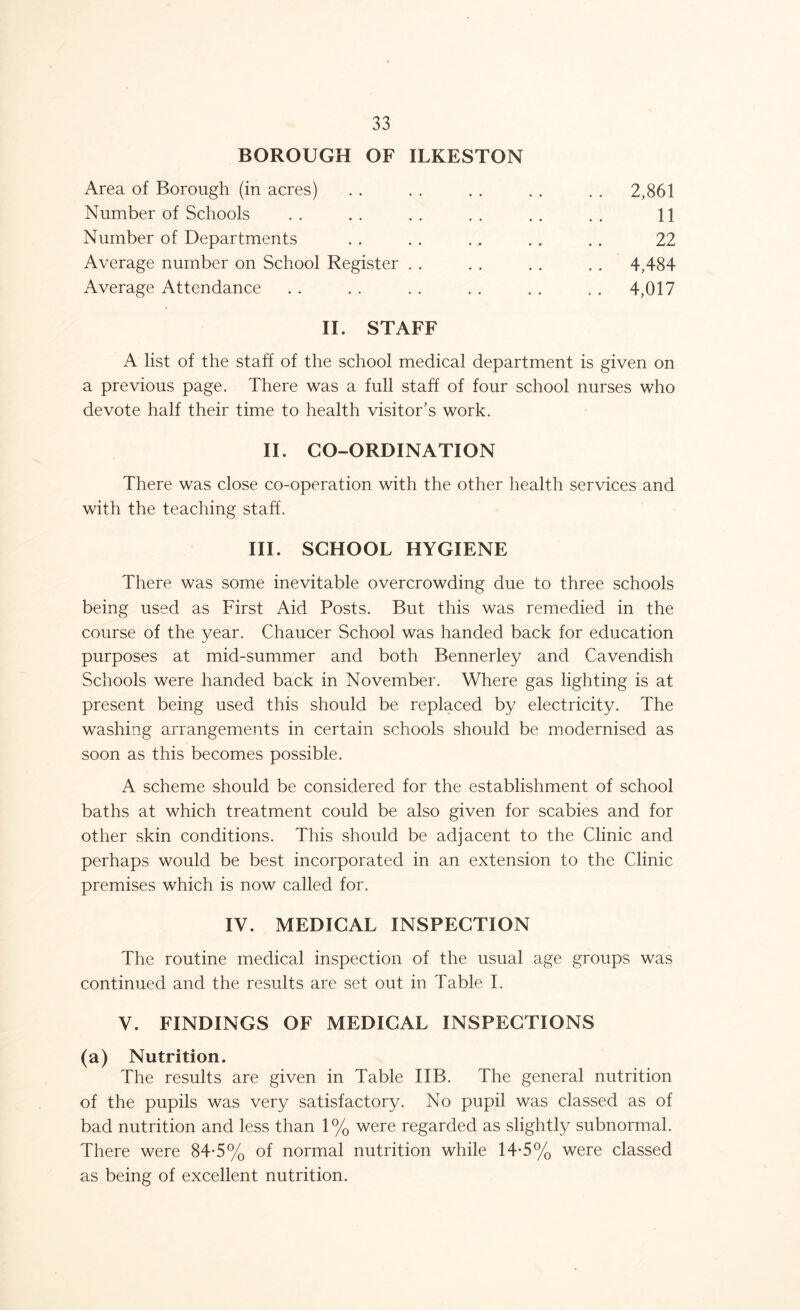 33
BOROUGH OF ILKESTON
Area of Borough (in acres) . . . . . . . . . . 2,861
Number of Schools . . . . . . . . . . . . 11
Number of Departments . . . . . . . . . . 22
Average number on School Register . . . . . . . . 4,484
Average Attendance . . . . . . . . . . . . 4,017
II. STAFF
A list of the staff of the school medical department is given on
a previous page. There was a full staff of four school nurses who
devote half their time to health visitor's work.
II. CO-ORDINATION
There was close co-operation with the other health services and
with the teaching staff.
III. SCHOOL HYGIENE
There was some inevitable overcrowding due to three schools
being used as First Aid Posts. But this was remedied in the
course of the year. Chaucer School was handed back for education
purposes at mid-summer and both Bennerley and Cavendish
Schools were handed back in November. Where gas lighting is at
present being used this should be replaced by electricity. The
washing arrangements in certain schools should be modernised as
soon as this becomes possible.
A scheme should be considered for the establishment of school
baths at which treatment could be also given for scabies and for
other skin conditions. This should be adjacent to the Clinic and
perhaps would be best incorporated in an extension to the Clinic
premises which is now called for.
IV. MEDICAL INSPECTION
The routine medical inspection of the usual age groups was
continued and the results are set out in Table I.
V. FINDINGS OF MEDICAL INSPECTIONS
(a) Nutrition.
The results are given in Table IIB. The general nutrition
of the pupils was very satisfactory. No pupil was classed as of
bad nutrition and less than 1% were regarded as slightly subnormal.
There were 84·5% of normal nutrition while 14·5% were classed
as being of excellent nutrition.